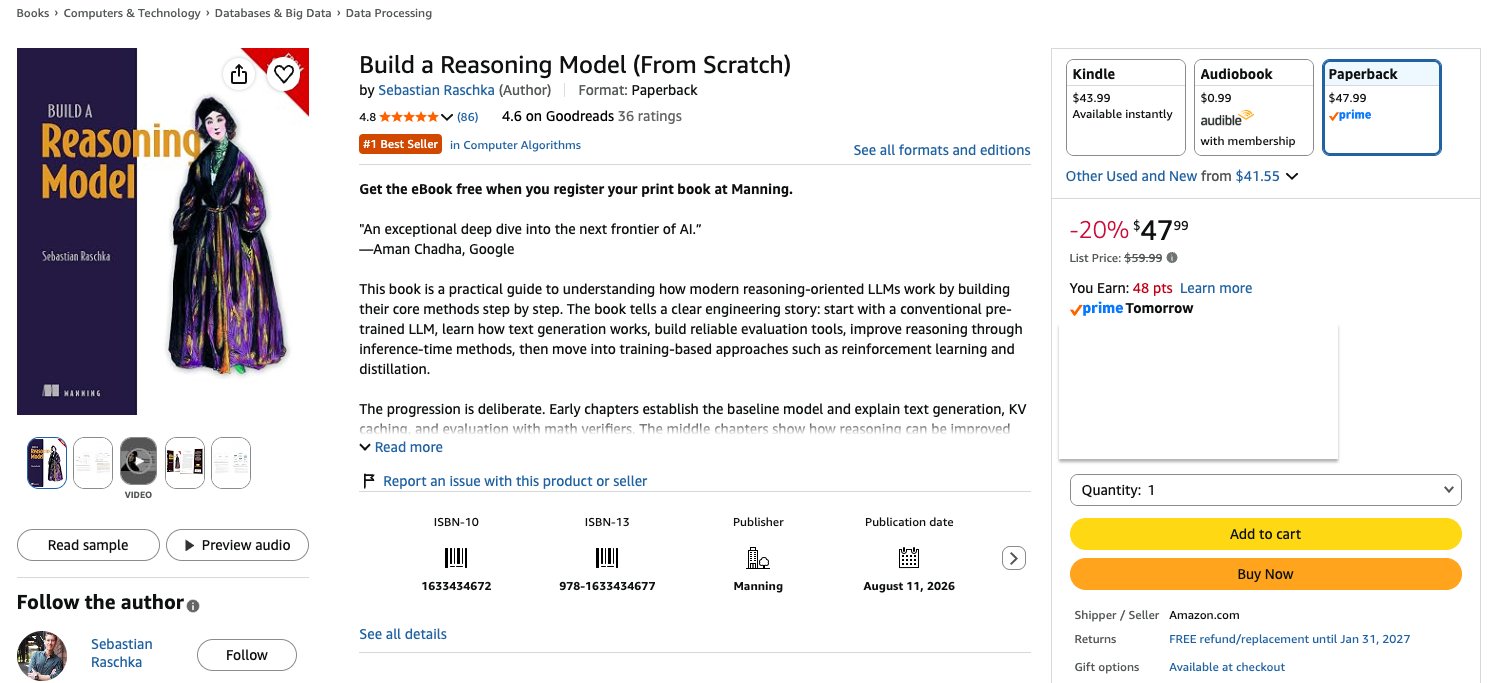 Books › Computers & Technology › Databases & Big Data › Data Processing
BUILD A
Reasoning
Model
Sebastian Raschka
MANNING
VIDEO
Read sample
Preview audio
Follow the author
Sebastian
Raschka
Follow
Build a Reasoning Model (From Scratch)
by Sebastian Raschka (Author) Format: Paperback
4.8 (86) 4.6 on Goodreads 36 ratings
#1 Best Seller in Computer Algorithms
See all formats and editions
Get the eBook free when you register your print book at Manning.
"An exceptional deep dive into the next frontier of AI.”
—Aman Chadha, Google
This book is a practical guide to understanding how modern reasoning-oriented LLMs work by building
their core methods step by step. The book tells a clear engineering story: start with a conventional pre-
trained LLM, learn how text generation works, build reliable evaluation tools, improve reasoning through
inference-time methods, then move into training-based approaches such as reinforcement learning and
distillation.
The progression is deliberate. Early chapters establish the baseline model and explain text generation, KV
caching, and evaluation with math verifiers. The middle chapters show how reasoning can be improved
Read more
Report an issue with this product or seller
ISBN-10
1633434672
ISBN-13
978-1633434677
Publisher
Manning
Publication date
August 11, 2026
See all details
Kindle
$43.99
Available instantly
Audiobook
$0.99
audible
with membership
Paperback
$47.99
prime
Other Used and New from $41.55
-20% $47 99
List Price: $59.99
You Earn: 48 pts Learn more
prime Tomorrow
Quantity: 1
Add to cart
Buy Now
Shipper / Seller Amazon.com
Returns FREE refund/replacement until Jan 31, 2027
Gift options Available at checkout